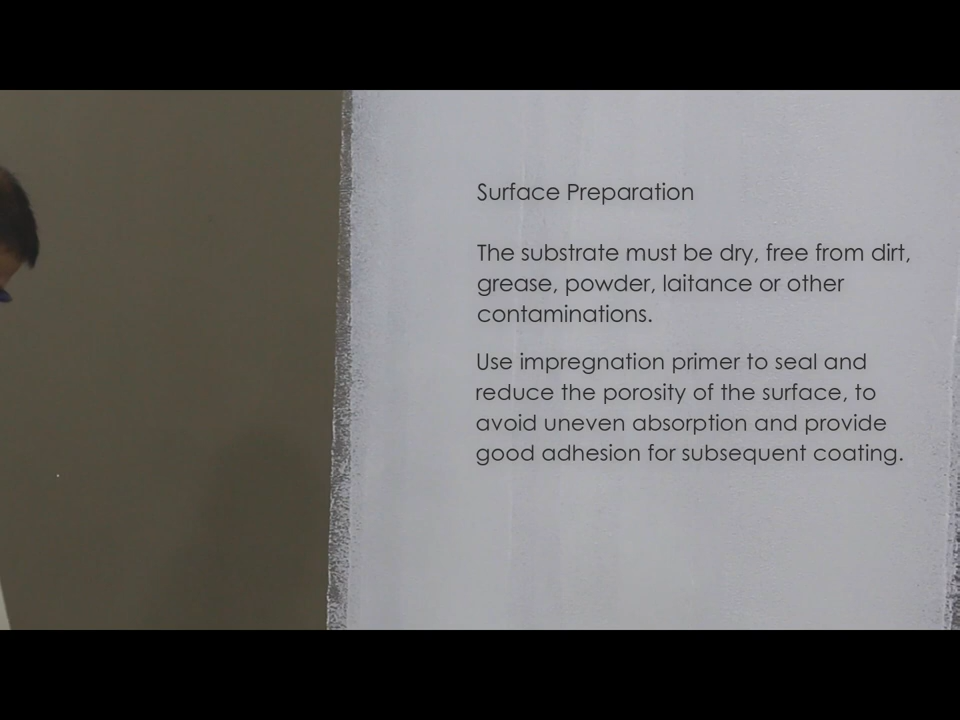 Surface Preparation
The substrate must be dry, free from dirt,
grease, powder, laitance or other
contaminations.
Use impregnation primer to seal and
reduce the porosity of the surface, to
avoid uneven absorption and provide
good adhesion for subsequent coating.